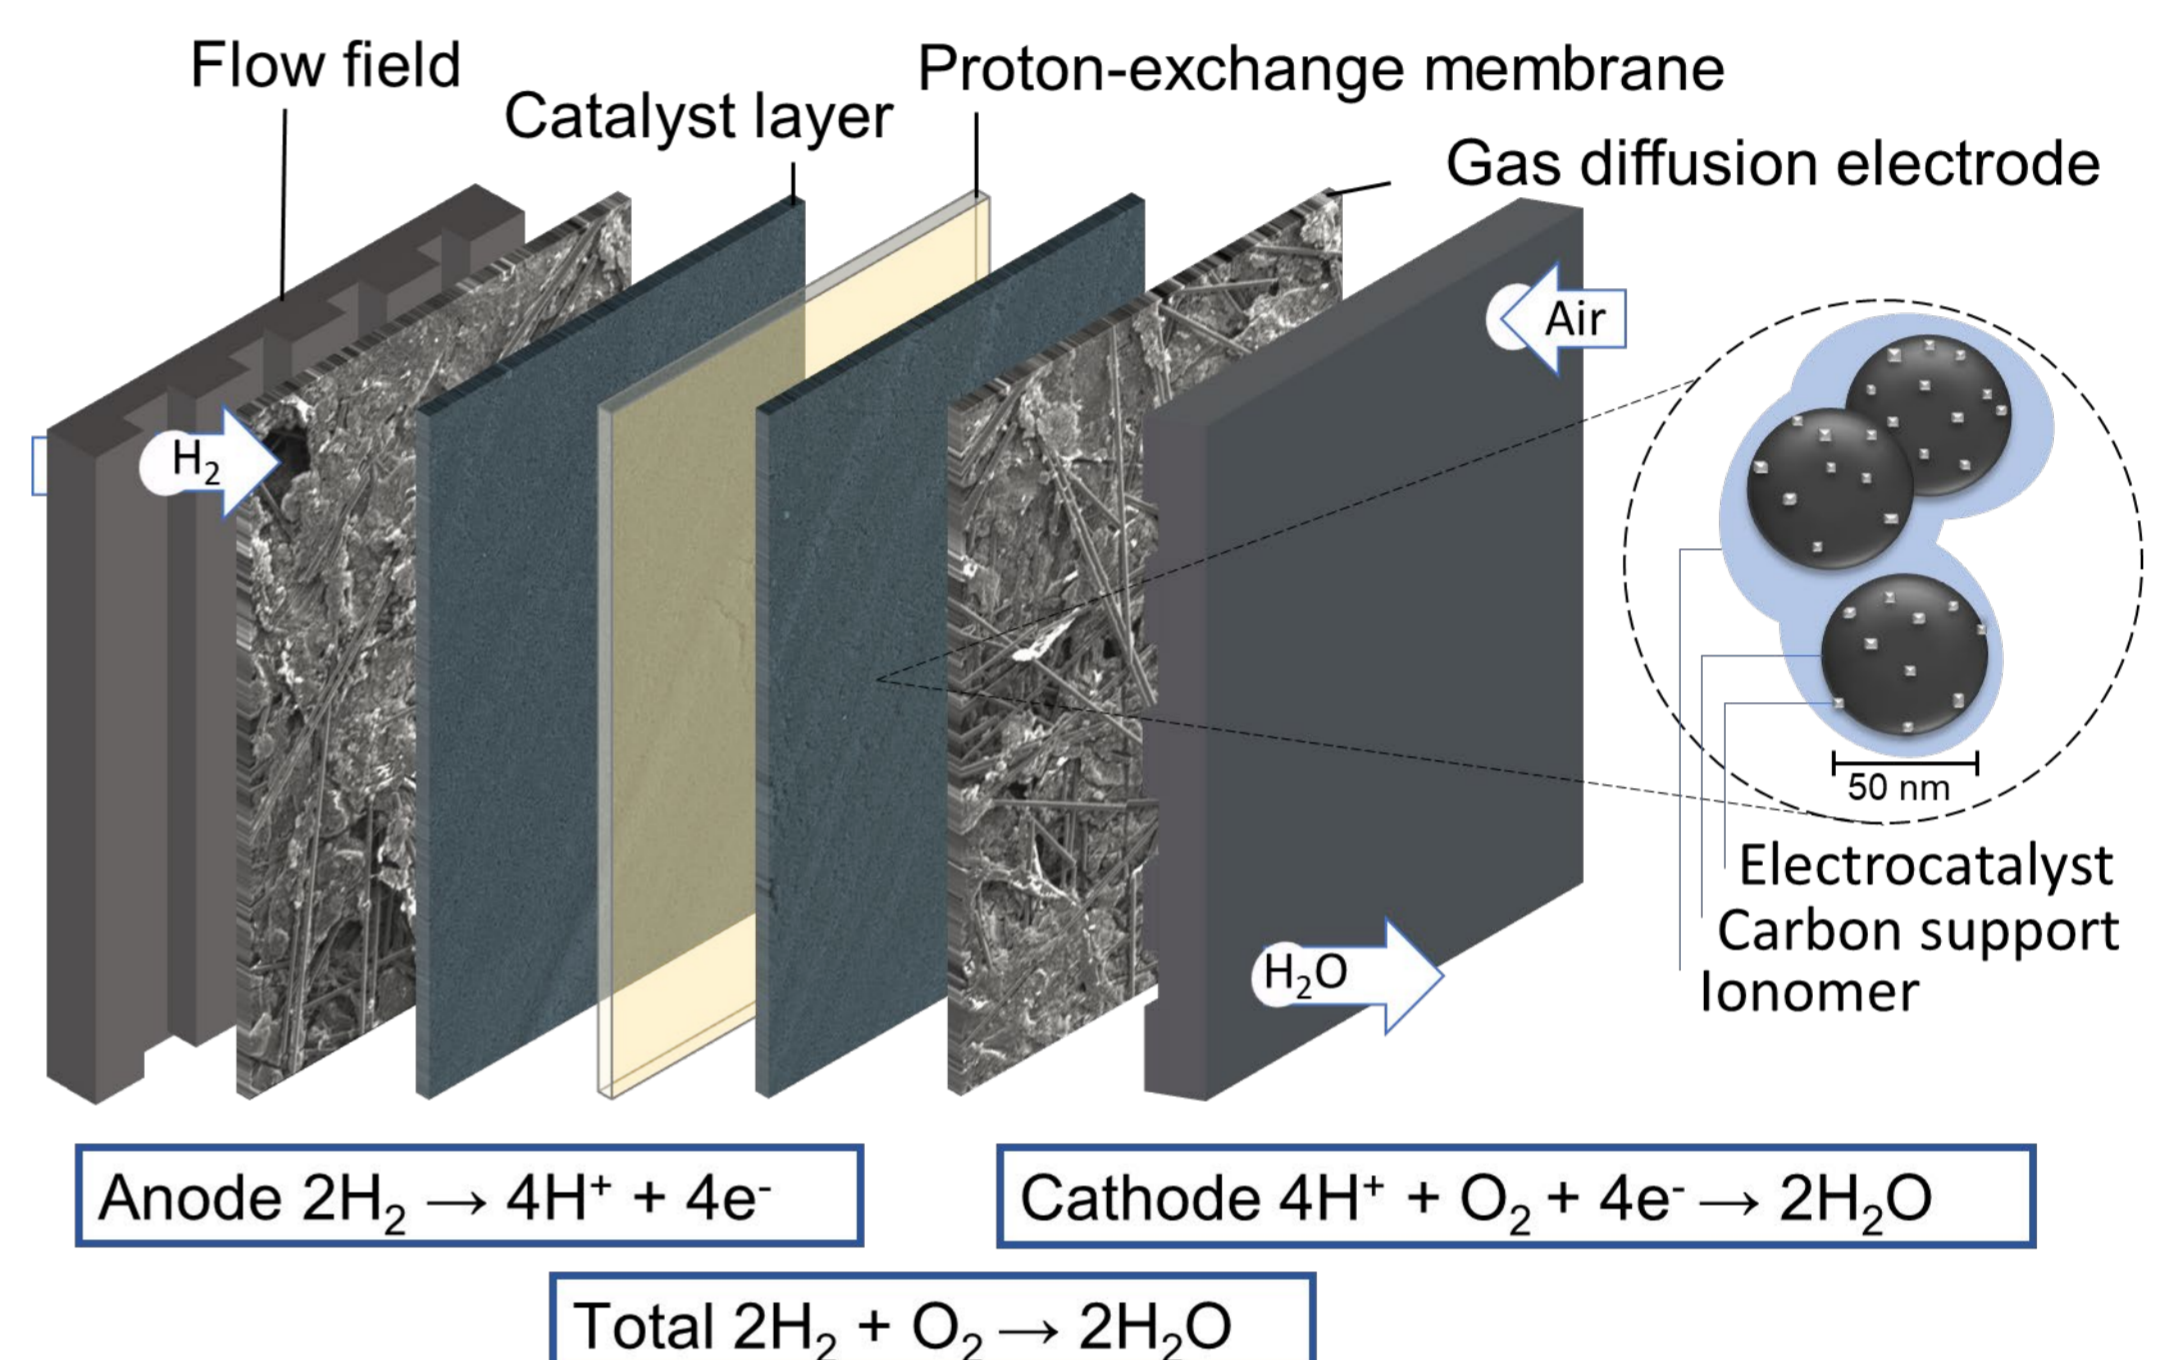 Flow field
Catalyst layer
Proton-exchange membrane
Gas diffusion electrode
H₂
Air
H₂O
50 nm
Electrocatalyst
Carbon support
Ionomer
Anode 2H₂ → 4H⁺ + 4e⁻
Cathode 4H⁺ + O₂ + 4e⁻ → 2H₂O
Total 2H₂ + O₂ → 2H₂O